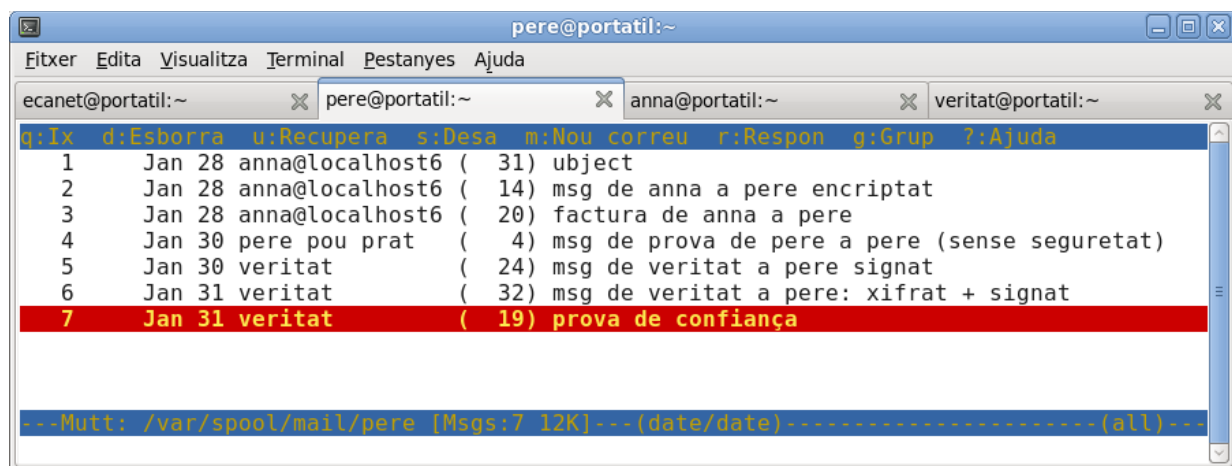 pere@portatil:~
Fitxer Edita Visualitza Terminal Pestanyes Ajuda
ecanet@portatil:~ pere@portatil:~ anna@portatil:~ veritat@portatil:~
q:Ix d:Esborra u:Recupera s:Desa m:Nou correu r:Respon g:Grup ?:Ajuda
1 Jan 28 anna@localhost6 ( 31) ubject
2 Jan 28 anna@localhost6 ( 14) msg de anna a pere encriptat
3 Jan 28 anna@localhost6 ( 20) factura de anna a pere
4 Jan 30 pere pou prat ( 4) msg de prova de pere a pere (sense seguretat)
5 Jan 30 veritat ( 24) msg de veritat a pere signat
6 Jan 31 veritat ( 32) msg de veritat a pere: xifrat + signat
7 Jan 31 veritat ( 19) prova de confiança
---Mutt: /var/spool/mail/pere [Msgs:7 12K]---(date/date)-----------------------(all)---